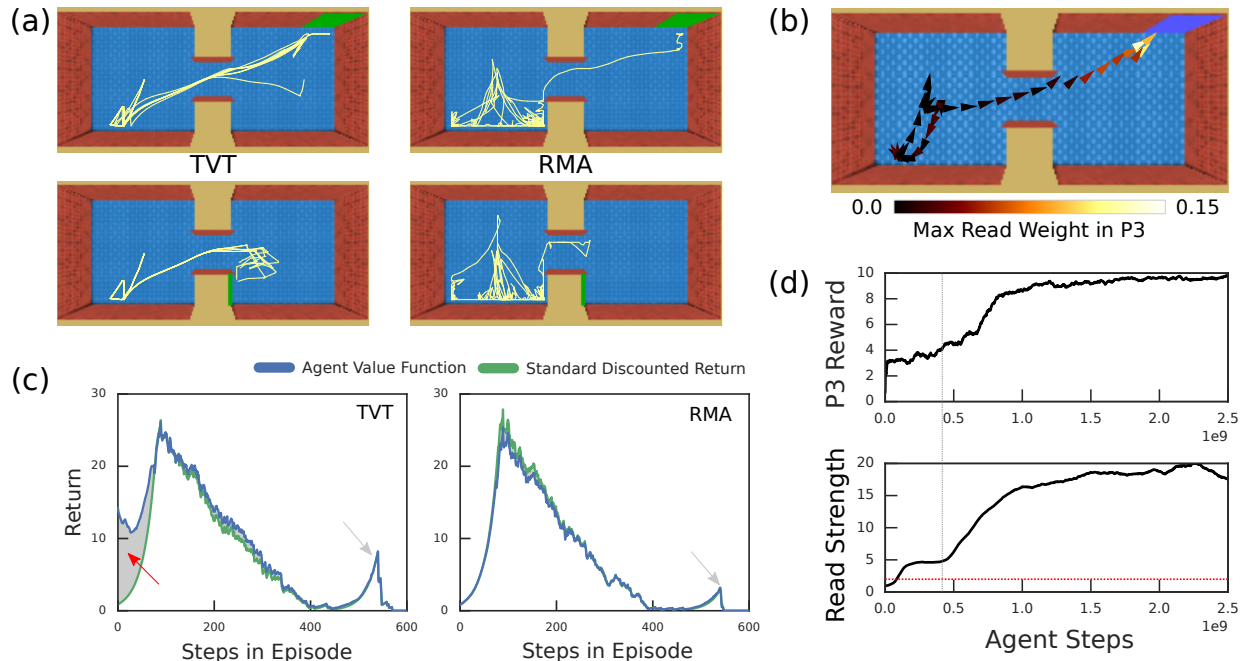 (a)
TVT
RMA
(b)
0.0
0.15
Max Read Weight in P3
(c)
Agent Value Function
Standard Discounted Return
30
20
10
0
Return
TVT
0
200
400
600
Steps in Episode
30
20
10
0
RMA
0
200
400
600
Steps in Episode
(d)
10
8
6
4
2
0
P3 Reward
0.0
0.5
1.0
1.5
2.0
2.5
1e9
20
15
10
5
0
Read Strength
0.0
0.5
1.0
1.5
2.0
2.5
1e9
Agent Steps